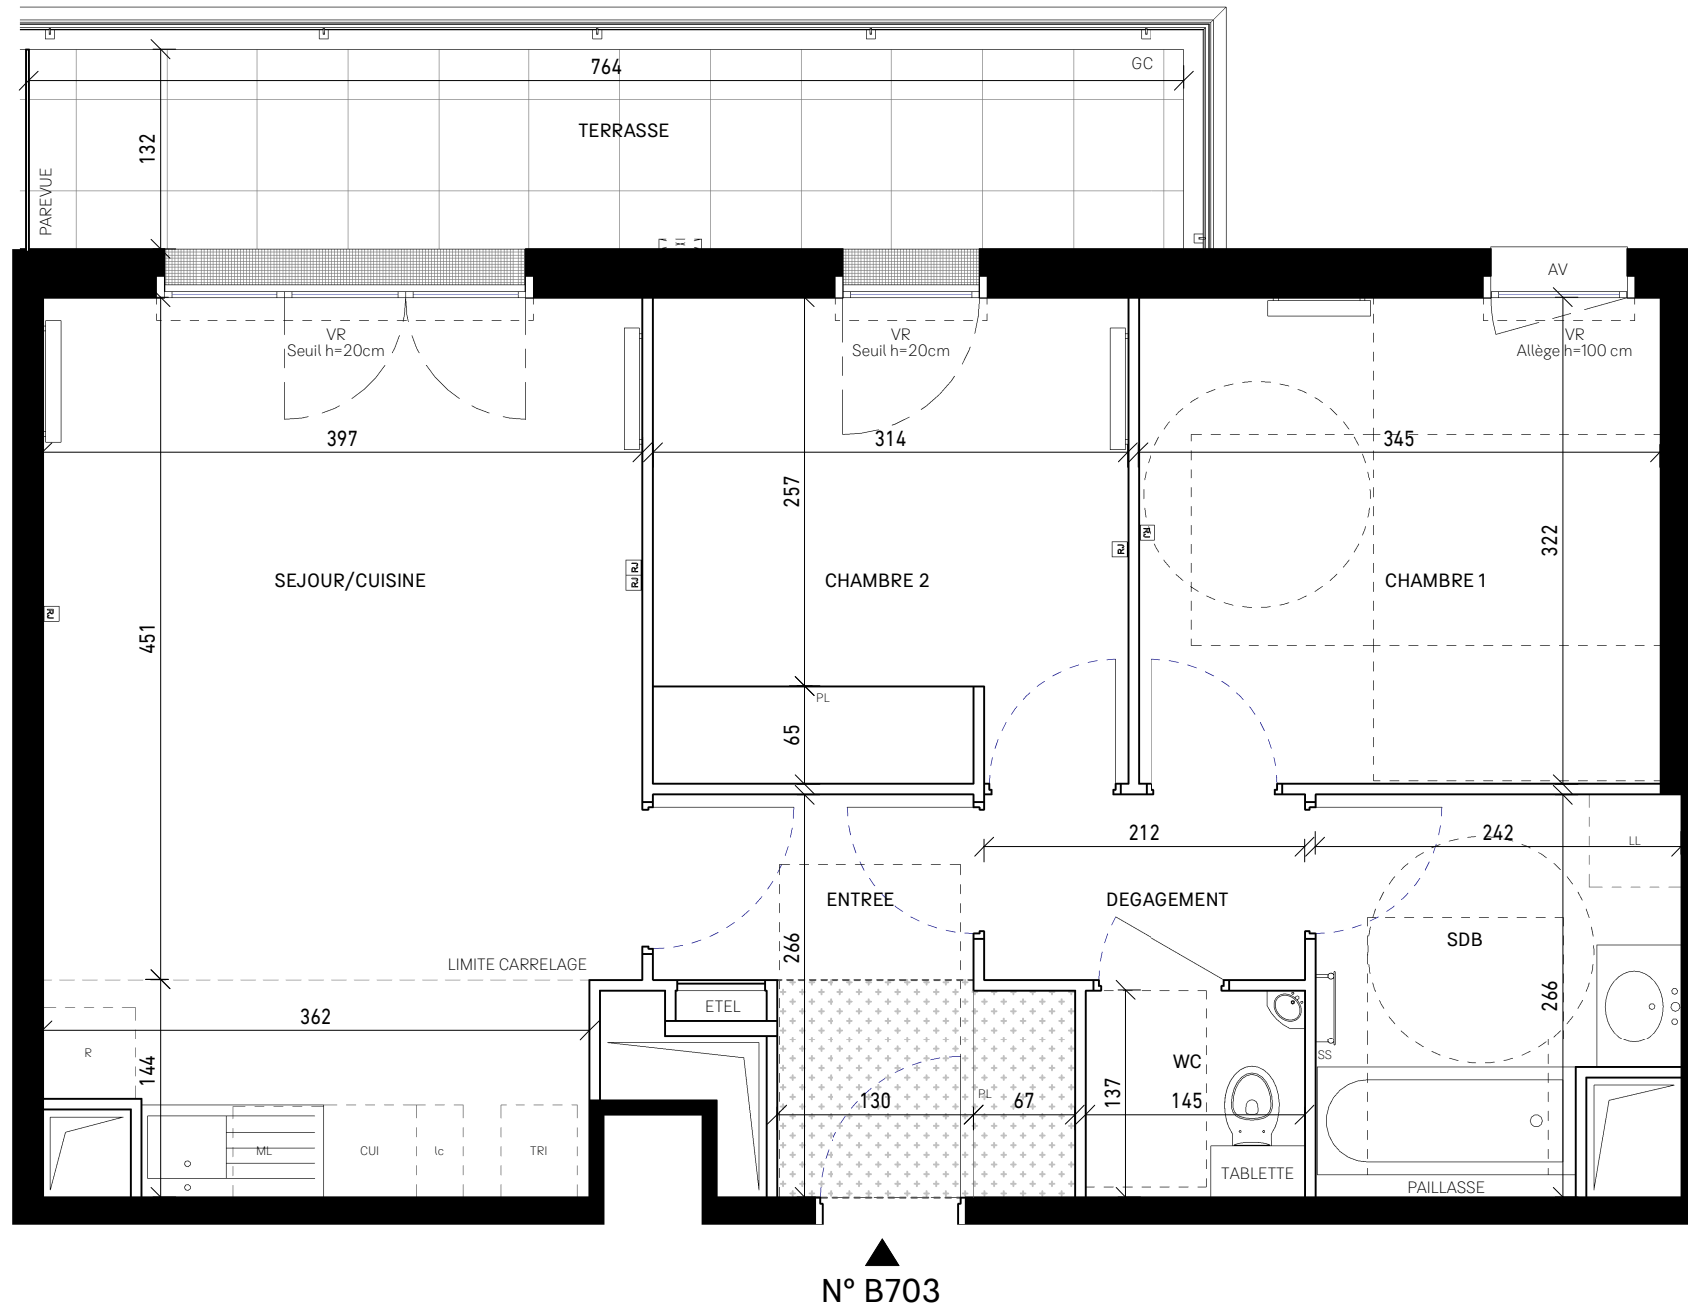 764
GC
TERRASSE
132
PAREVUE
AV
VR
Seuil h=20cm
VR
Seuil h=20cm
VR
Allège h=100 cm
397
314
345
257
322
RJ
RJ
RJ
RJ
RJ
SEJOUR/CUISINE
CHAMBRE 2
CHAMBRE 1
451
PL
65
212
242
LL
ENTREE
DEGAGEMENT
SDB
LIMITE CARRELAGE
266
266
ETEL
362
R
144
SS
WC
PL
130
67
137
145
ML
CUI
lc
TRI
TABLETTE
PAILLASSE
N° B703